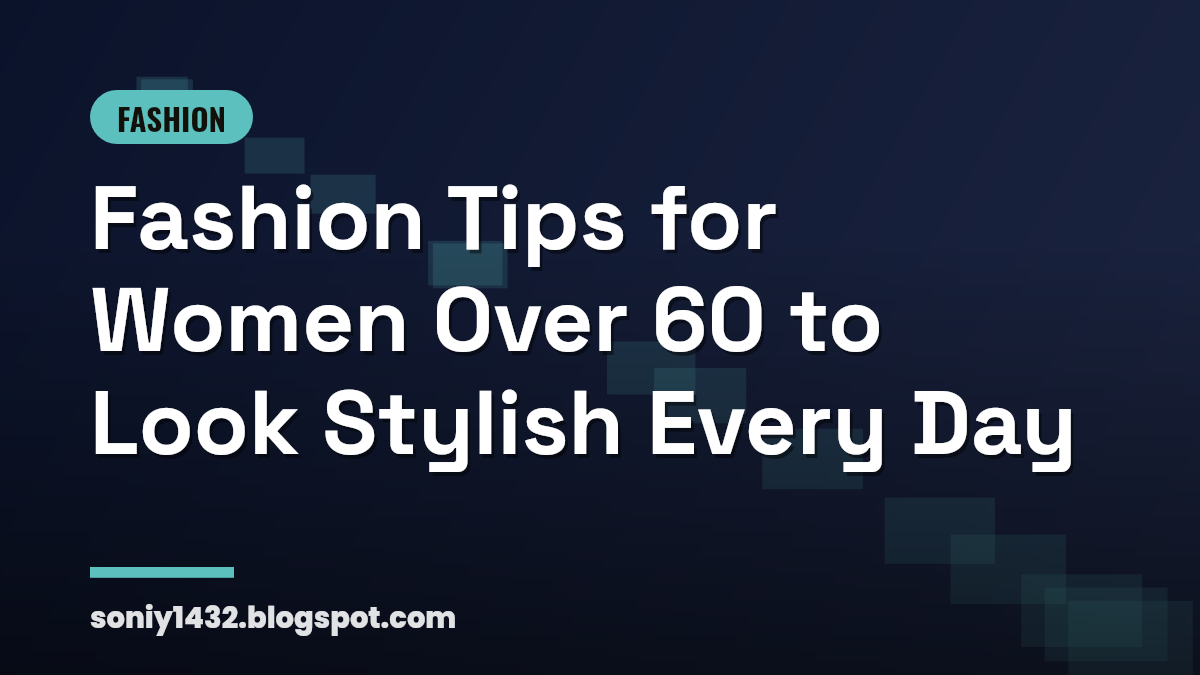 FASHION
Fashion Tips for
Women Over 60 to
Look Stylish Every Day
soniy1432.blogspot.com